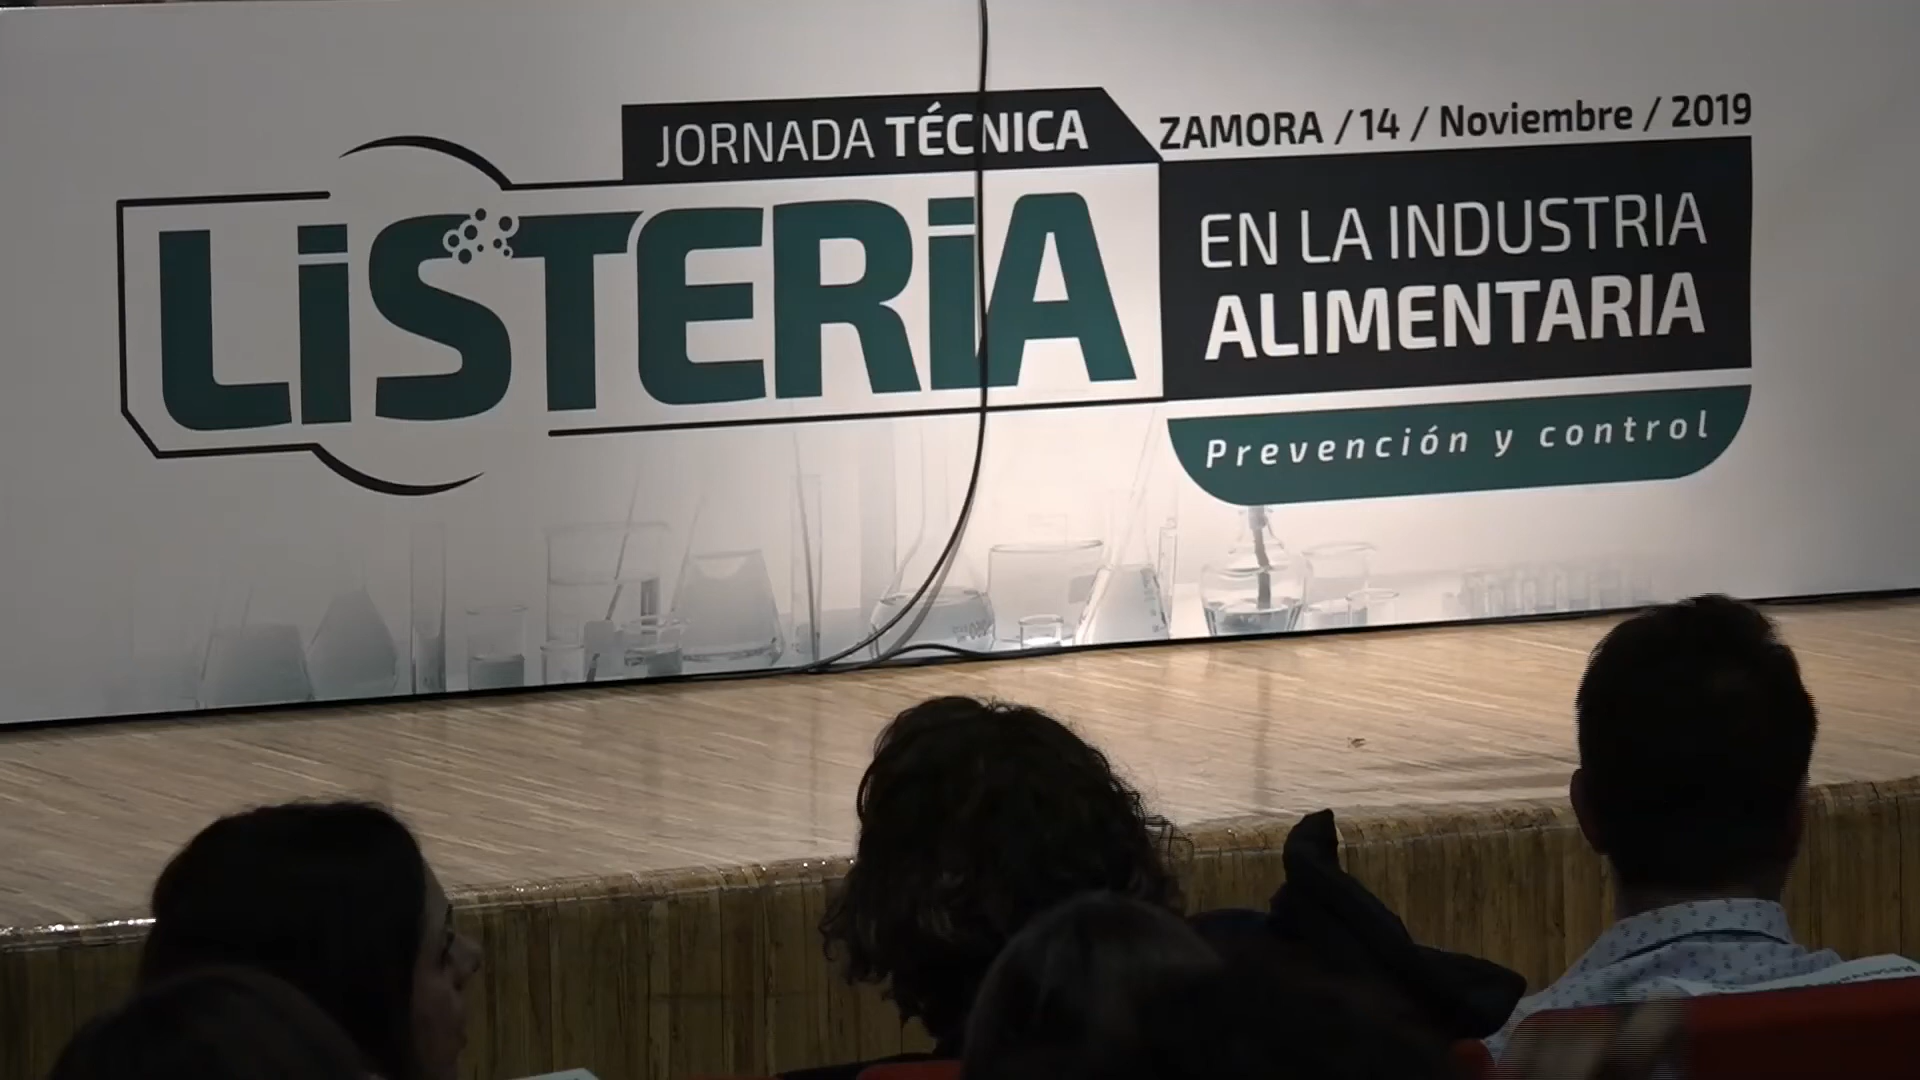 JORNADA TÉCNICA
ZAMORA / 14 / Noviembre / 2019
LiSTERiA
EN LA INDUSTRIA
ALIMENTARIA
Prevención y control